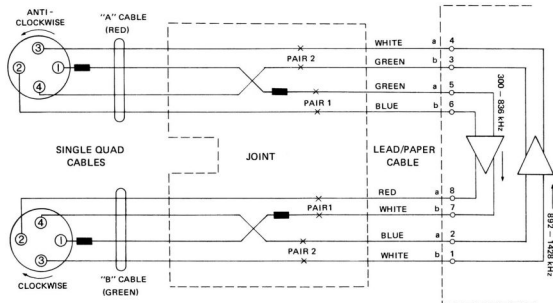 ANTI-
CLOCKWISE
"A" CABLE
(RED)
3
2
1
4
PAIR 2
PAIR 1
WHITE a 4
GREEN b 3
GREEN a 5
BLUE b 6
300 – 836 kHz
SINGLE QUAD
CABLES
JOINT
LEAD/PAPER
CABLE
RED a 8
WHITE b 7
BLUE a 2
WHITE b 1
PAIR1
PAIR 2
892 – 1428 kHz
4
2
1
3
CLOCKWISE
"B" CABLE
(GREEN)